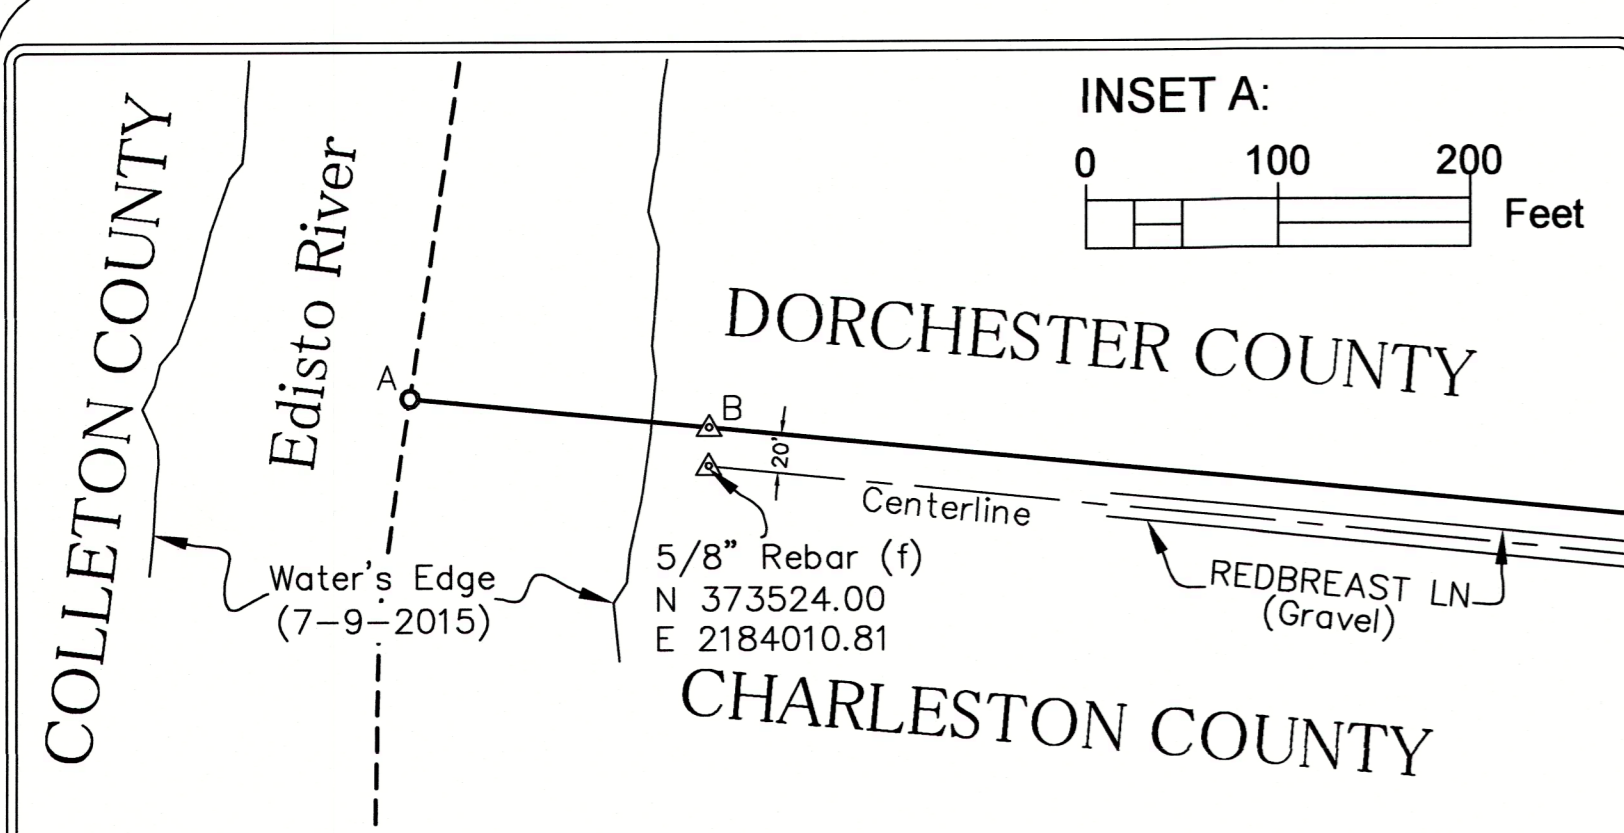 INSET A:
0 100 200
Feet
COLLETON COUNTY
Edisto River
DORCHESTER COUNTY
A
B
20'
Centerline
5/8" Rebar (f)
N 373524.00
E 2184010.81
Water's Edge
(7-9-2015)
REDBREAST LN
(Gravel)
CHARLESTON COUNTY